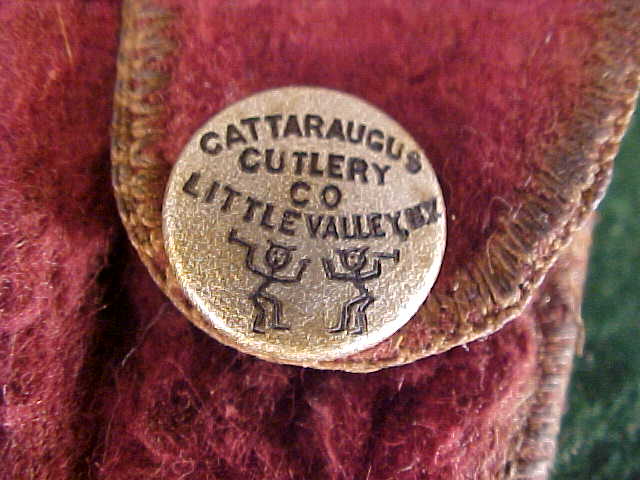 CATTARAUGUS
CUTLERY
CO
LITTLE VALLEY, N.Y.